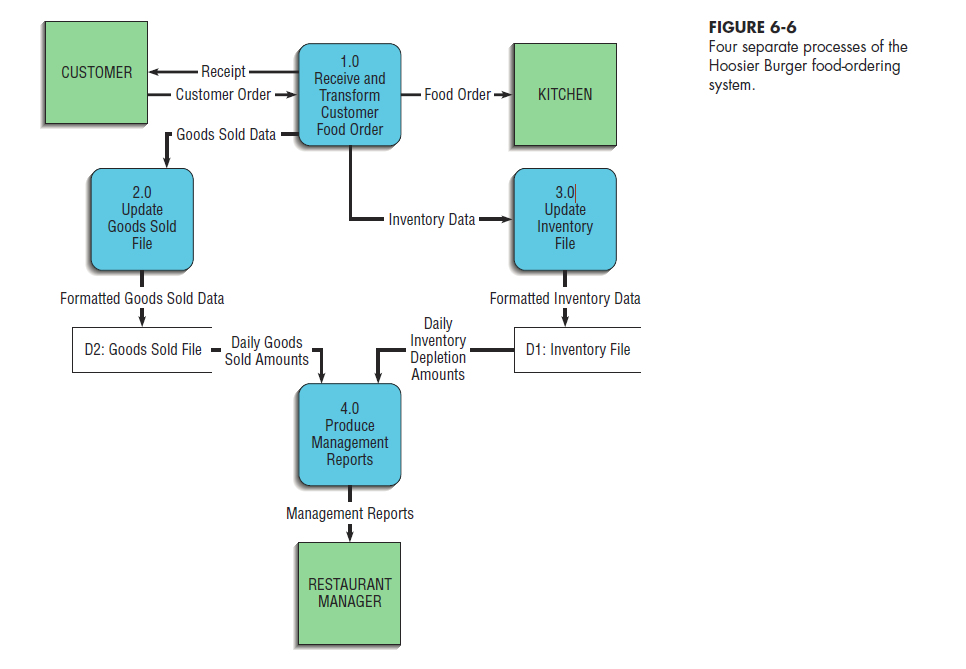 FIGURE 6-6
Four separate processes of the
Hoosier Burger food-ordering
system.
CUSTOMER
Receipt
Customer Order
1.0
Receive and
Transform
Customer
Food Order
Food Order
KITCHEN
Goods Sold Data
2.0
Update
Goods Sold
File
Inventory Data
3.0
Update
Inventory
File
Formatted Goods Sold Data
Formatted Inventory Data
D2: Goods Sold File
Daily Goods
Sold Amounts
Daily
Inventory
Depletion
Amounts
D1: Inventory File
4.0
Produce
Management
Reports
Management Reports
RESTAURANT
MANAGER